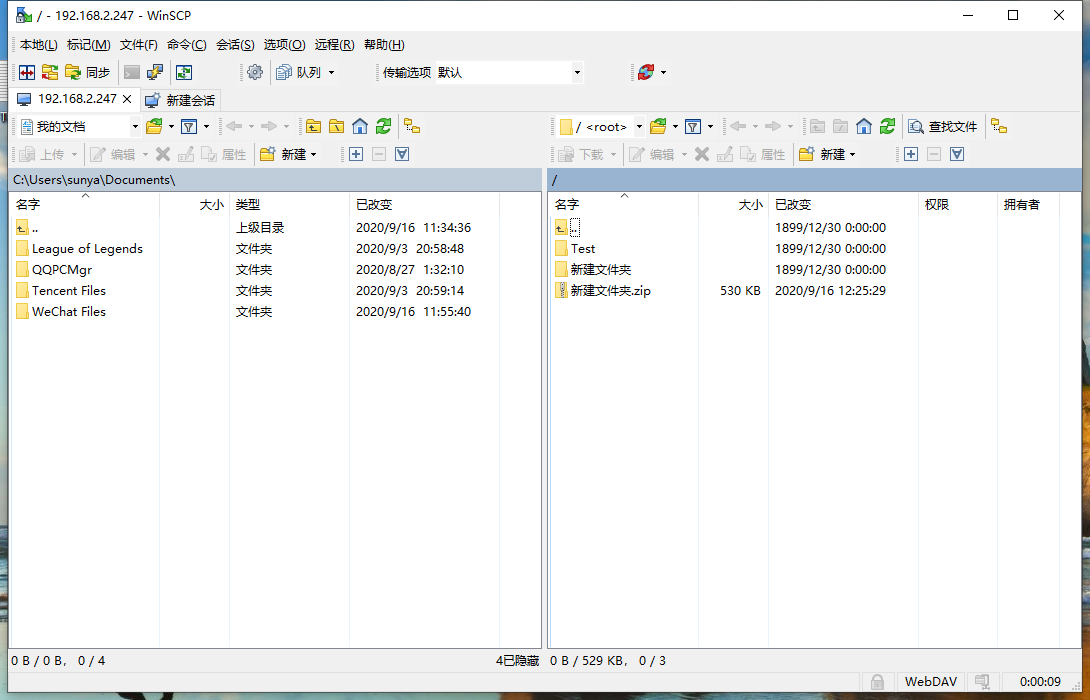 / - 192.168.2.247 - WinSCP
本地(L) 标记(M) 文件(F) 命令(C) 会话(S) 选项(O) 远程(R) 帮助(H)
同步 队列 传输选项 默认
192.168.2.247 新建会话
我的文档 / <root> 查找文件
上传 编辑 属性 新建 下载 编辑 属性 新建
C:\Users\sunya\Documents\ /
名字 大小 类型 已改变 名字 大小 已改变 权限 拥有者
.. 上级目录 2020/9/16 11:34:36 .. 1899/12/30 0:00:00
League of Legends 文件夹 2020/9/3 20:58:48 Test 1899/12/30 0:00:00
QQPCMgr 文件夹 2020/8/27 1:32:10 新建文件夹 1899/12/30 0:00:00
Tencent Files 文件夹 2020/9/3 20:59:14 新建文件夹.zip 530 KB 2020/9/16 12:25:29
WeChat Files 文件夹 2020/9/16 11:55:40
0 B / 0 B， 0 / 4 4已隐藏 0 B / 529 KB， 0 / 3
WebDAV 0:00:09